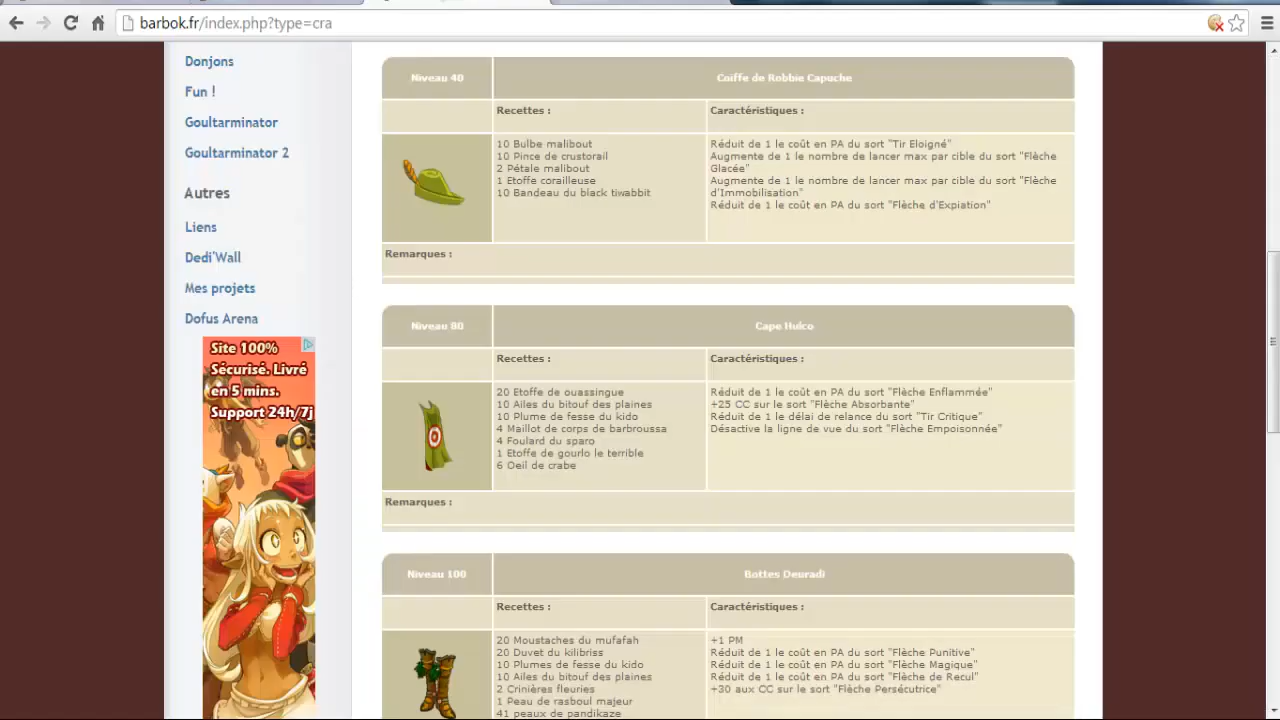 barbok.fr/index.php?type=cra
Donjons
Fun !
Goultarminator
Goultarminator 2
Autres
Liens
Dedi'Wall
Mes projets
Dofus Arena
Site 100%
Sécurisé. Livré
en 5 mins.
Support 24h/7j
Niveau 40
Coiffe de Robbie Capuche
Recettes :
Caractéristiques :
10 Bulbe malibout
10 Pince de crustorail
2 Pétale malibout
1 Etoffe corailleuse
10 Bandeau du black tiwabbit
Réduit de 1 le coût en PA du sort "Tir Eloigné"
Augmente de 1 le nombre de lancer max par cible du sort "Flèche
Glacée"
Augmente de 1 le nombre de lancer max par cible du sort "Flèche
d'Immobilisation"
Réduit de 1 le coût en PA du sort "Flèche d'Expiation"
Remarques :
Niveau 80
Cape Hulco
Recettes :
Caractéristiques :
20 Etoffe de ouassingue
10 Ailes du bitouf des plaines
10 Plume de fesse du kido
4 Maillot de corps de barbroussa
4 Foulard du sparo
1 Etoffe de gourlo le terrible
6 Oeil de crabe
Réduit de 1 le coût en PA du sort "Flèche Enflammée"
+25 CC sur le sort "Flèche Absorbante"
Réduit de 1 le délai de relance du sort "Tir Critique"
Désactive la ligne de vue du sort "Flèche Empoisonnée"
Remarques :
Niveau 100
Bottes Deuradi
Recettes :
Caractéristiques :
20 Moustaches du mufafah
20 Duvet du kilibriss
10 Plumes de fesse du kido
10 Ailes du bitouf des plaines
2 Crinières fleuries
1 Peau de rasboul majeur
41 peaux de pandikaze
+1 PM
Réduit de 1 le coût en PA du sort "Flèche Punitive"
Réduit de 1 le coût en PA du sort "Flèche Magique"
Réduit de 1 le coût en PA du sort "Flèche de Recul"
+30 aux CC sur le sort "Flèche Persécutrice"